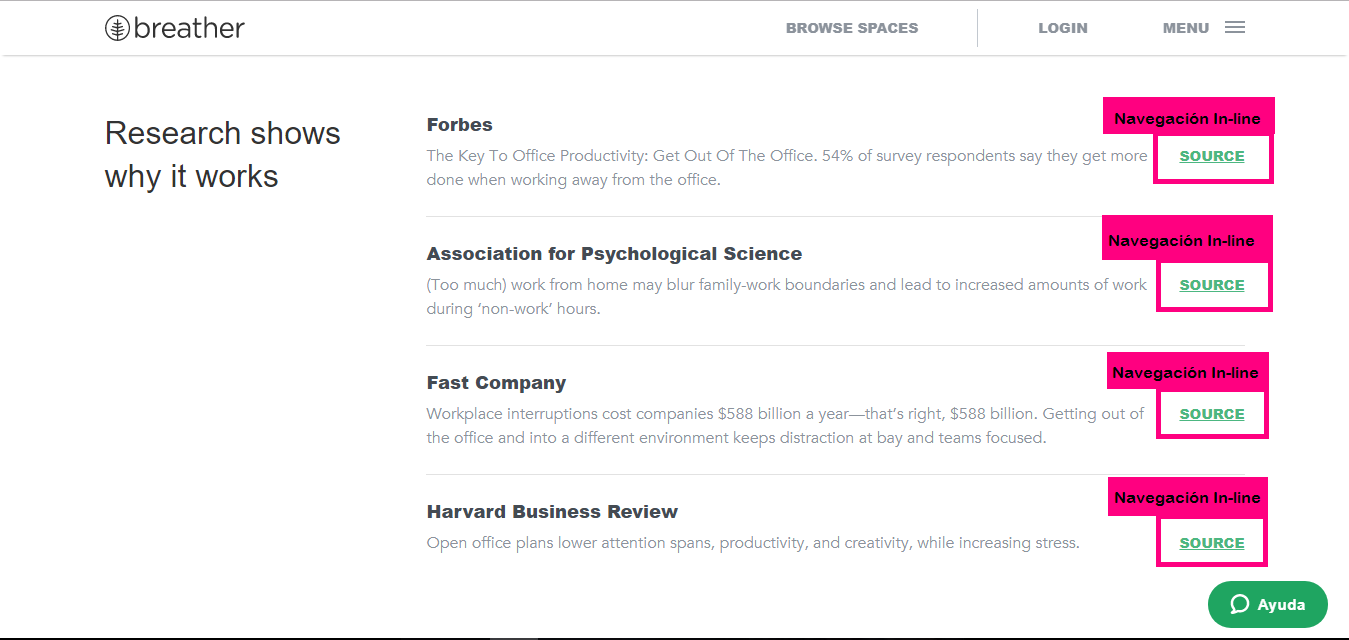 breather
BROWSE SPACES
LOGIN
MENU
Research shows
why it works
Forbes
The Key To Office Productivity: Get Out Of The Office. 54% of survey respondents say they get more
done when working away from the office.
Navegación In-line
SOURCE
Association for Psychological Science
(Too much) work from home may blur family-work boundaries and lead to increased amounts of work
during ‘non-work’ hours.
Navegación In-line
SOURCE
Fast Company
Workplace interruptions cost companies $588 billion a year—that’s right, $588 billion. Getting out of
the office and into a different environment keeps distraction at bay and teams focused.
Navegación In-line
SOURCE
Harvard Business Review
Open office plans lower attention spans, productivity, and creativity, while increasing stress.
Navegación In-line
SOURCE
Ayuda